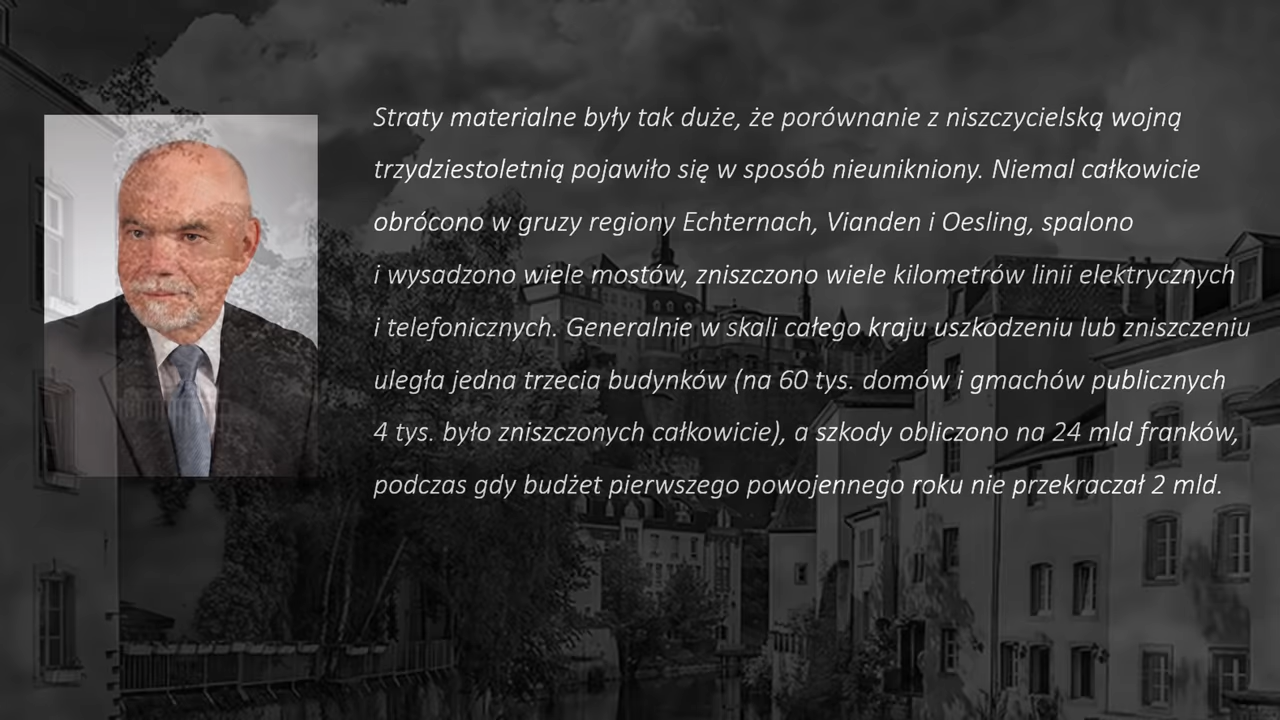 Straty materialne były tak duże, że porównanie z niszczycielską wojną
trzydziestoletnią pojawiło się w sposób nieunikniony. Niemal całkowicie
obrócono w gruzy regiony Echternach, Vianden i Oesling, spalono
i wysadzono wiele mostów, zniszczono wiele kilometrów linii elektrycznych
i telefonicznych. Generalnie w skali całego kraju uszkodzeniu lub zniszczeniu
uległa jedna trzecia budynków (na 60 tys. domów i gmachów publicznych
4 tys. było zniszczonych całkowicie), a szkody obliczono na 24 mld franków,
podczas gdy budżet pierwszego powojennego roku nie przekraczał 2 mld.